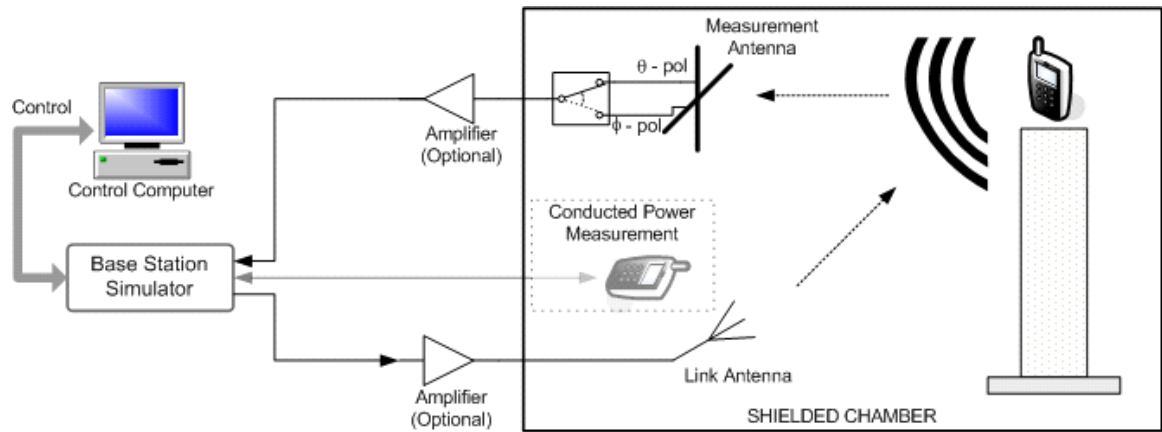 Measurement
Antenna
θ - pol
Control
ϕ - pol
Amplifier
(Optional)
Control Computer
Conducted Power
Measurement
Base Station
Simulator
Link Antenna
Amplifier
(Optional)
SHIELDED CHAMBER